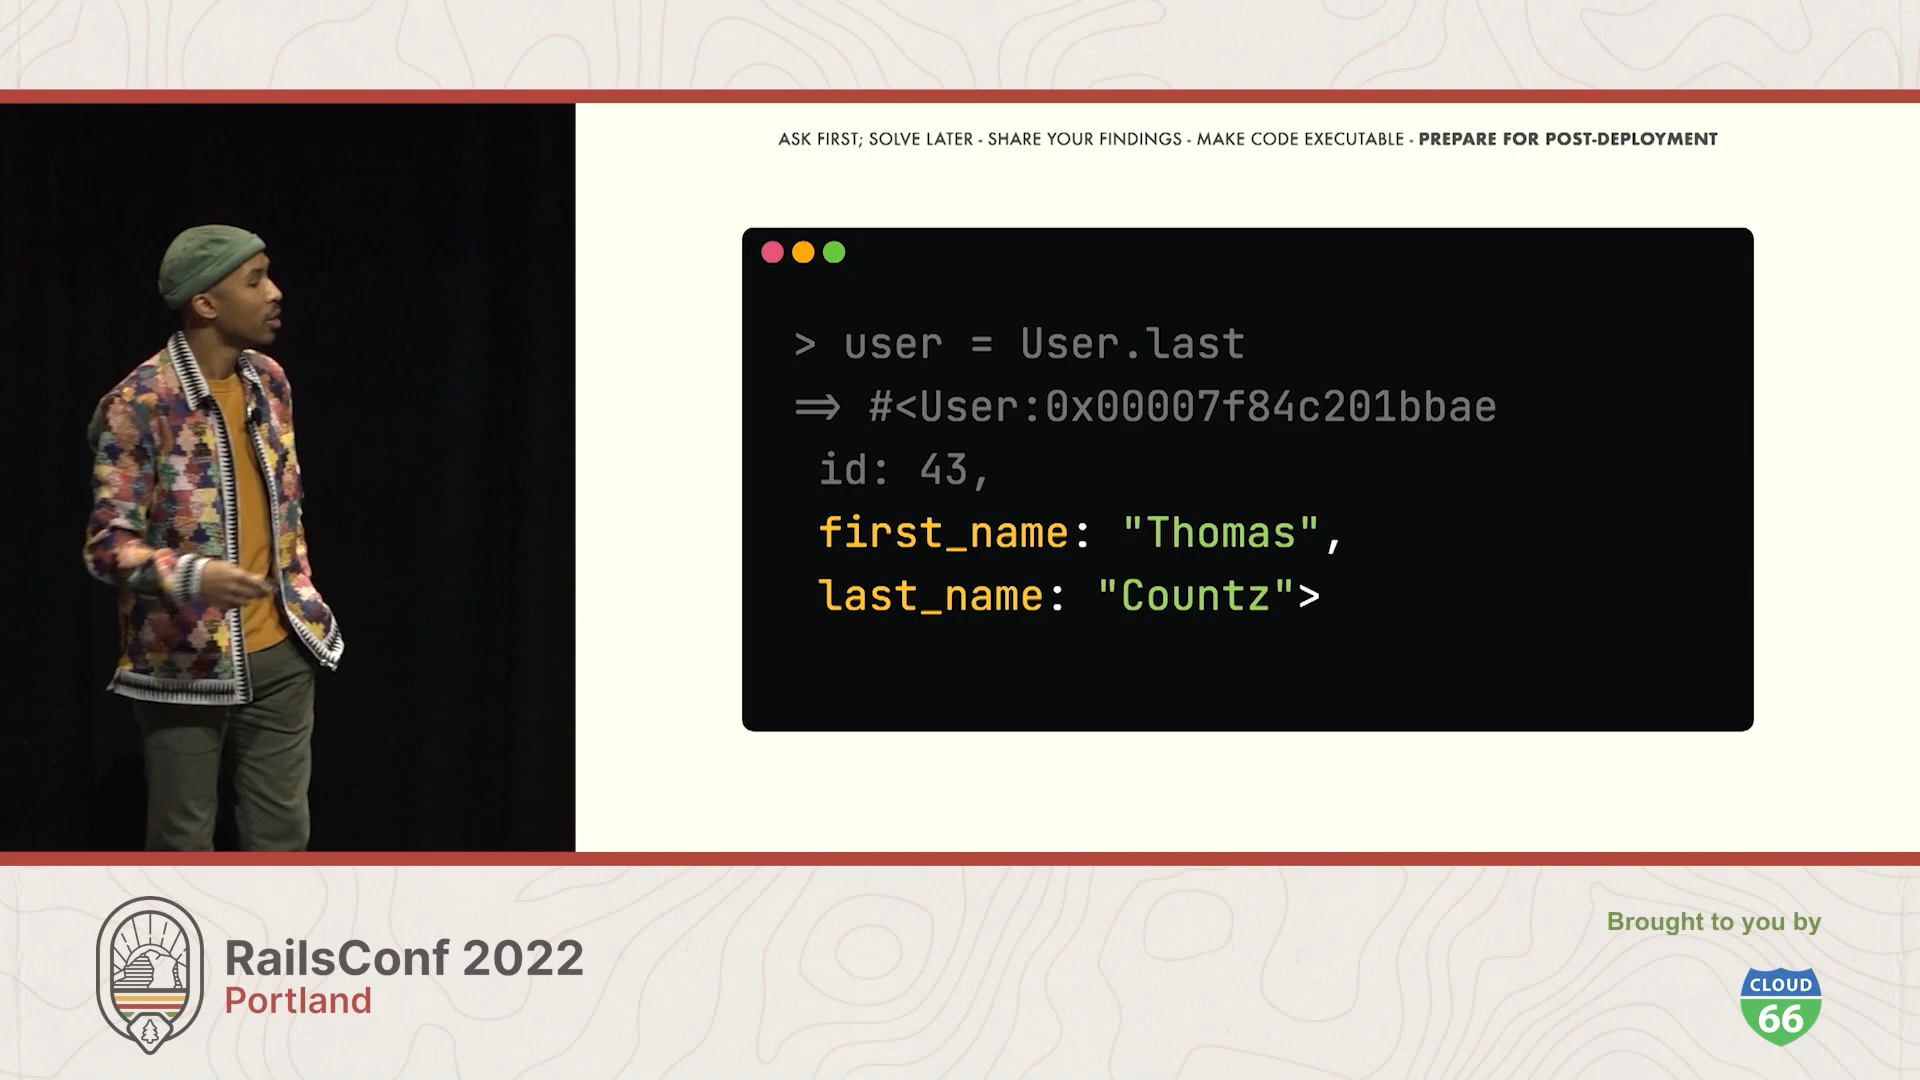 ASK FIRST; SOLVE LATER - SHARE YOUR FINDINGS - MAKE CODE EXECUTABLE - PREPARE FOR POST-DEPLOYMENT
> user = User.last
=> #<User:0x00007f84c201bbae
id: 43,
first_name: "Thomas",
last_name: "Countz">
RailsConf 2022
Portland
Brought to you by
CLOUD
66